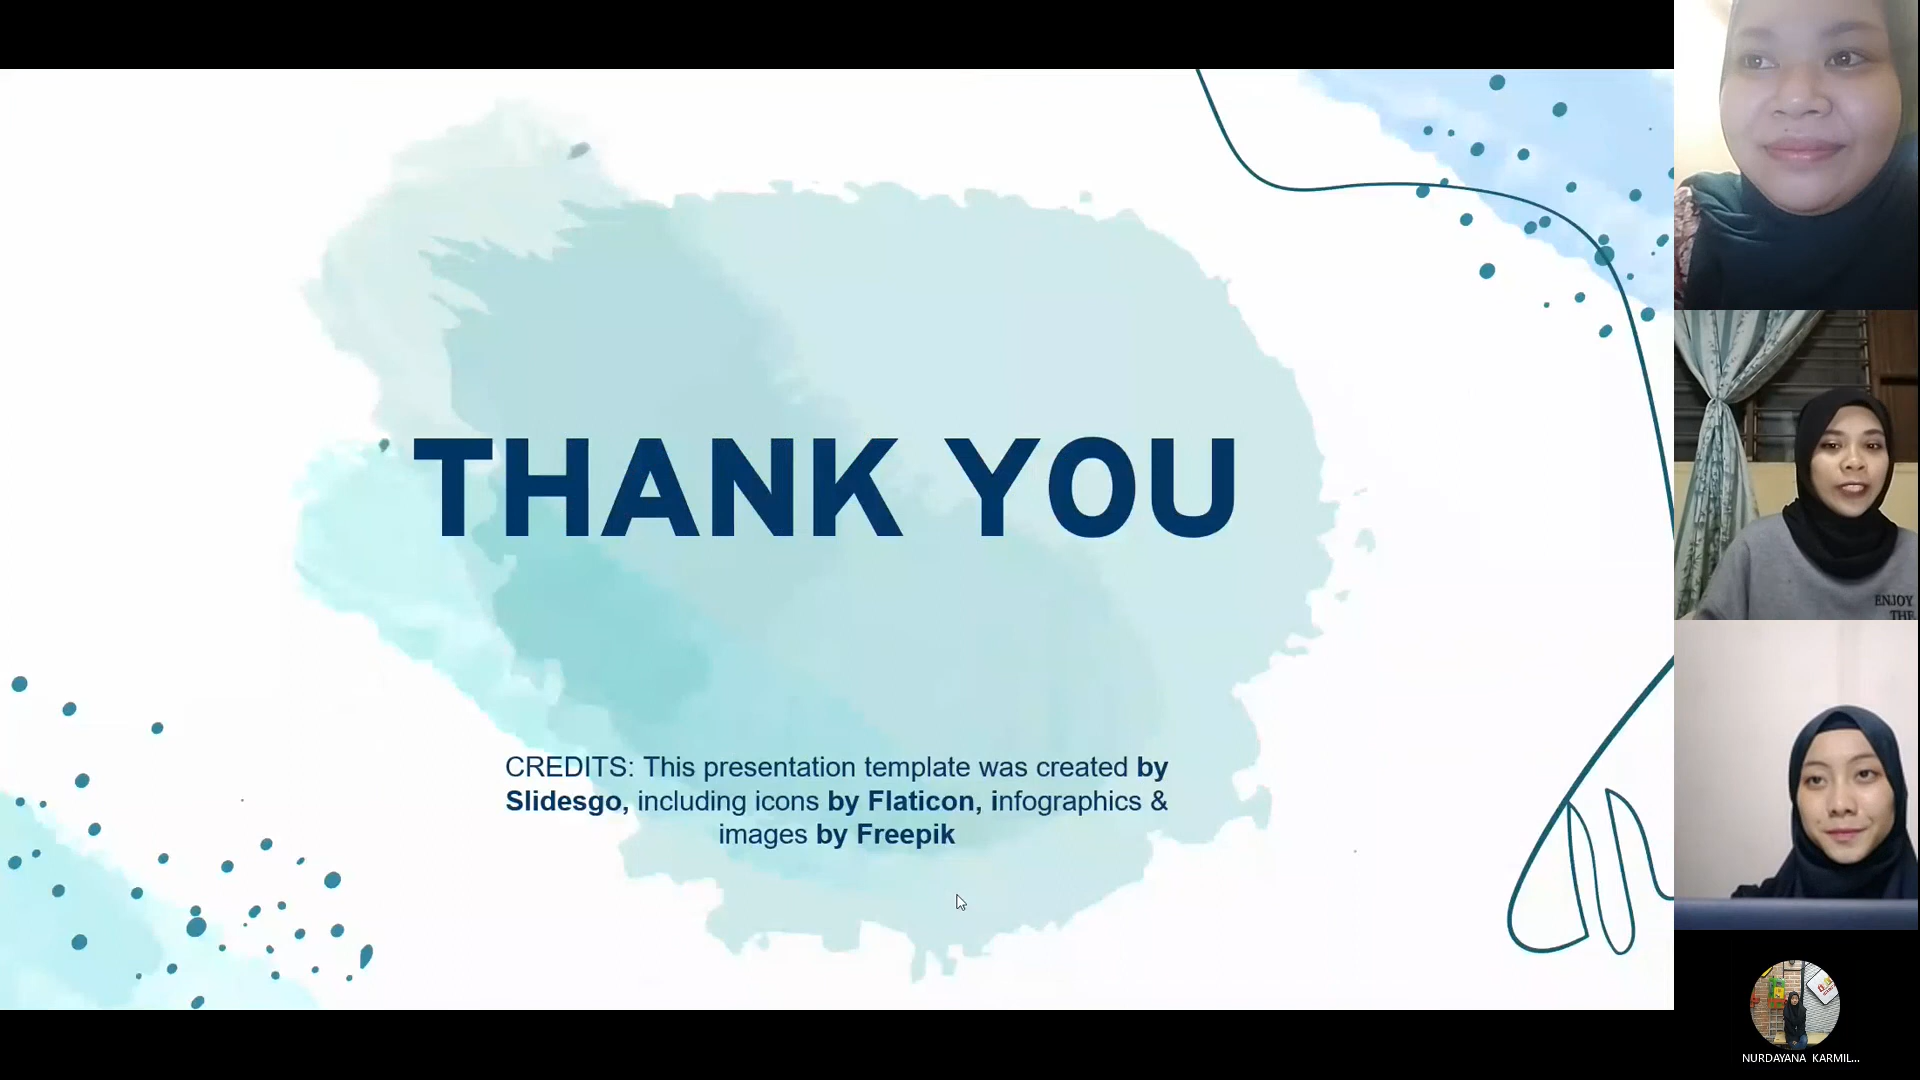 THANK YOU
CREDITS: This presentation template was created by
Slidesgo, including icons by Flaticon, infographics &
images by Freepik
ENJOY
THE
NURDAYANA KARMIL...